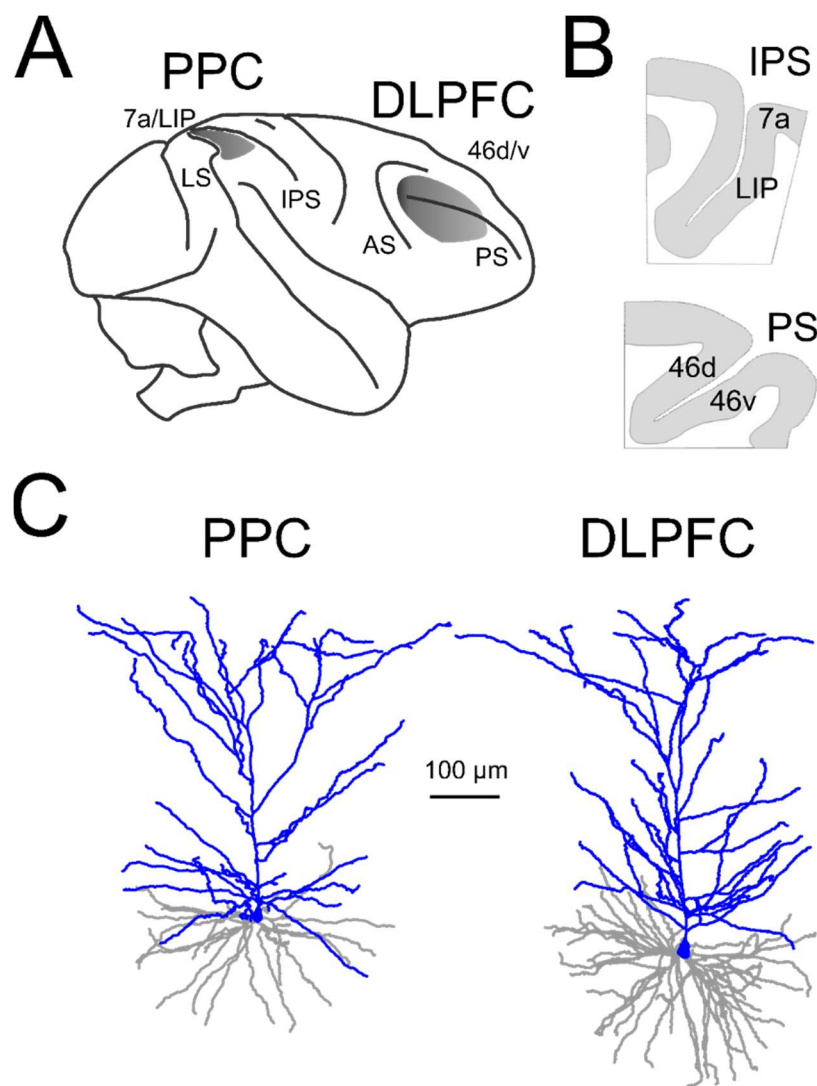 A
PPC
DLPFC
7a/LIP
46d/v
LS
IPS
AS
PS
B
IPS
7a
LIP
PS
46d
46v
C
PPC
DLPFC
100 µm